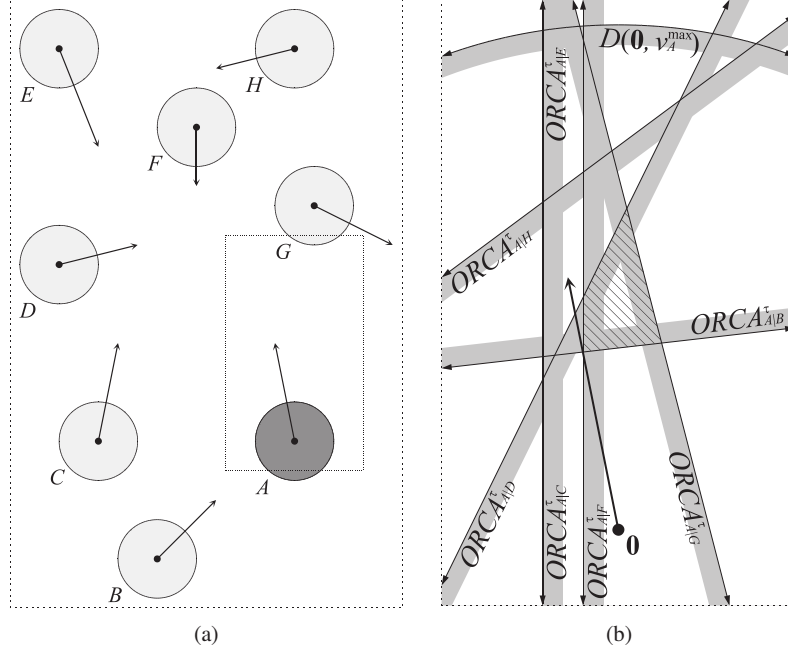 E
H
F
G
D
C
A
B
(a)
D(0, v_A^max)
ORCA^τ_A|E
ORCA^τ_A|H
ORCA^τ_A|B
ORCA^τ_A|D
ORCA^τ_A|C
ORCA^τ_A|F
ORCA^τ_A|G
0
(b)